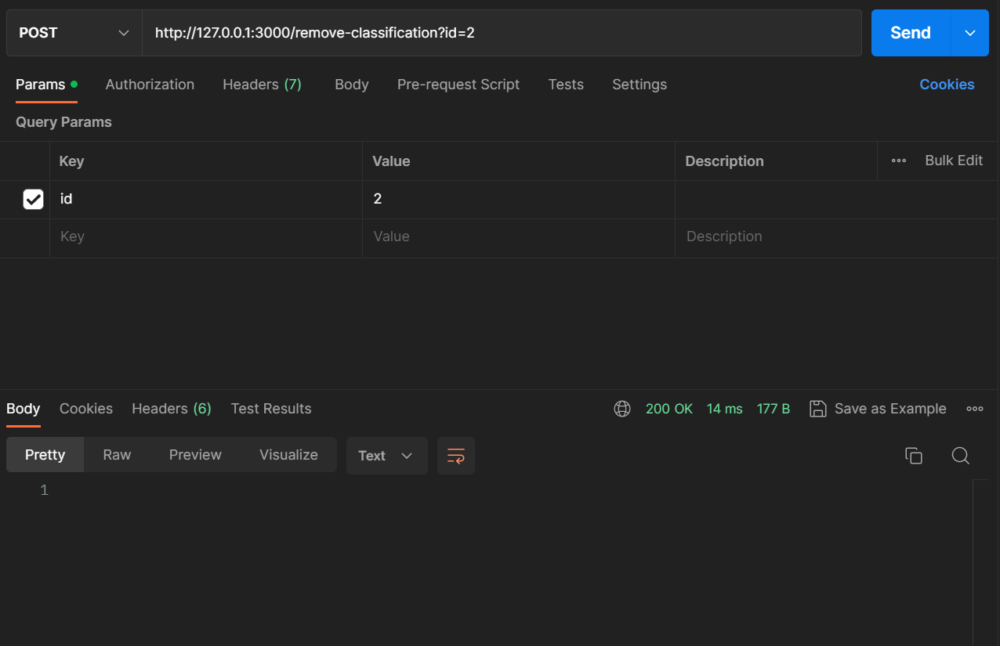 POST http://127.0.0.1:3000/remove-classification?id=2 Send
Params Authorization Headers (7) Body Pre-request Script Tests Settings Cookies
Query Params
Key Value Description Bulk Edit
id 2
Key Value Description
Body Cookies Headers (6) Test Results 200 OK 14 ms 177 B Save as Example
Pretty Raw Preview Visualize Text
1